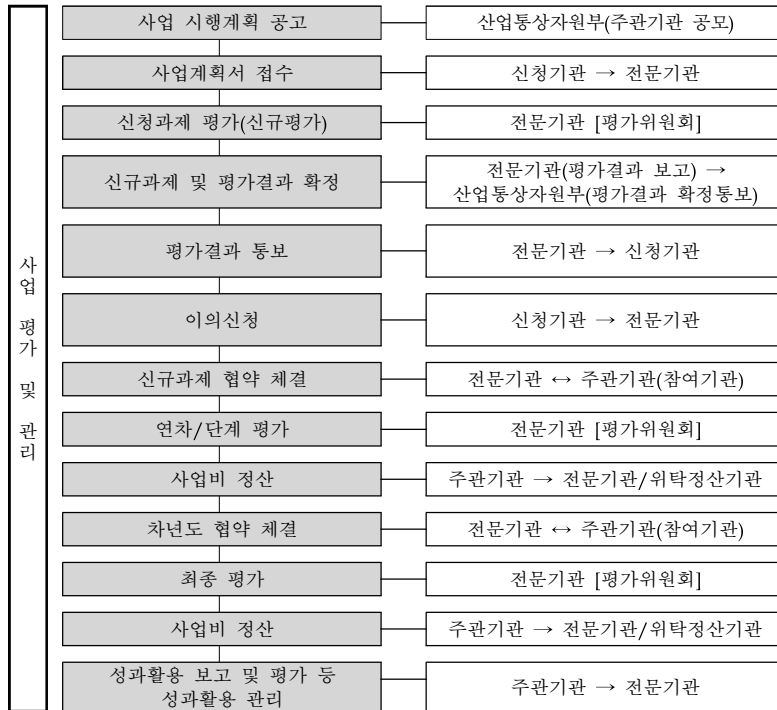 사업 평가 및 관리
사업 시행계획 공고
산업통상자원부(주관기관 공모)
사업계획서 접수
신청기관 → 전문기관
신청과제 평가(신규평가)
전문기관 [평가위원회]
신규과제 및 평가결과 확정
전문기관(평가결과 보고) →
산업통상자원부(평가결과 확정통보)
평가결과 통보
전문기관 → 신청기관
이의신청
신청기관 → 전문기관
신규과제 협약 체결
전문기관 ↔ 주관기관(참여기관)
연차/단계 평가
전문기관 [평가위원회]
사업비 정산
주관기관 → 전문기관/위탁정산기관
차년도 협약 체결
전문기관 ↔ 주관기관(참여기관)
최종 평가
전문기관 [평가위원회]
사업비 정산
주관기관 → 전문기관/위탁정산기관
성과활용 보고 및 평가 등
성과활용 관리
주관기관 → 전문기관